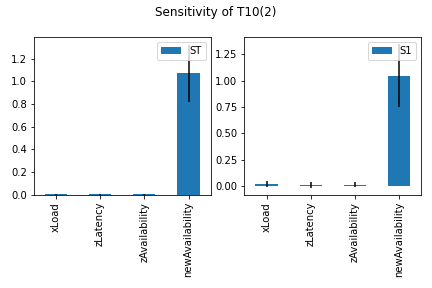 Sensitivity of T10(2)
ST
1.2
1.0
0.8
0.6
0.4
0.2
0.0
xLoad
zLatency
zAvailability
newAvailability
S1
1.25
1.00
0.75
0.50
0.25
0.00
xLoad
zLatency
zAvailability
newAvailability